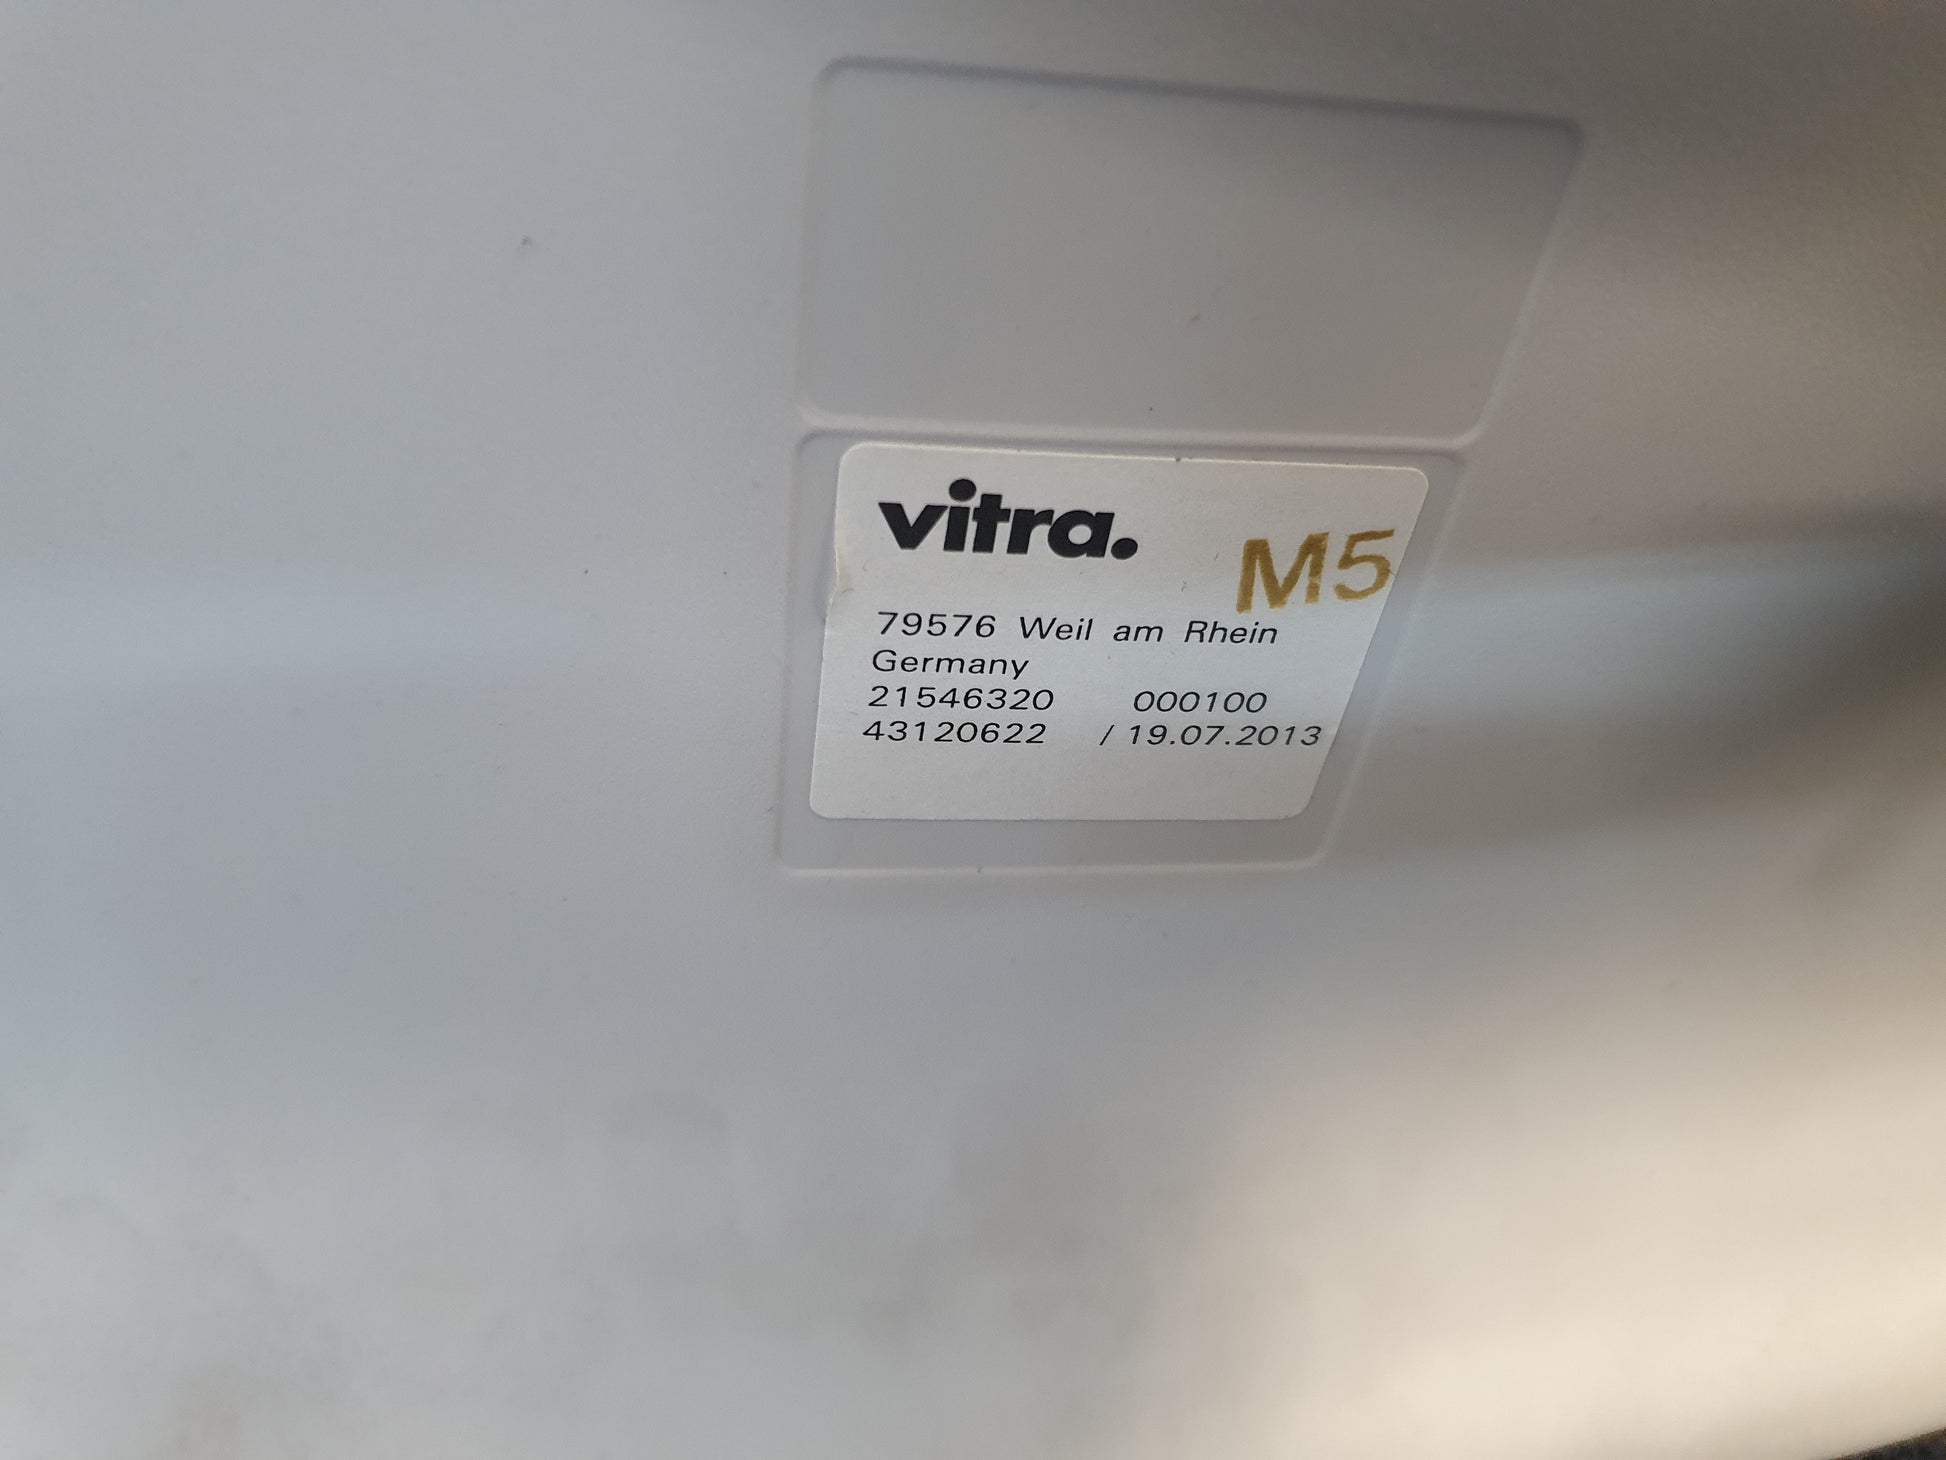 vitra.
M5
79576 Weil am Rhein
Germany
21546320 000100
43120622 / 19.07.2013